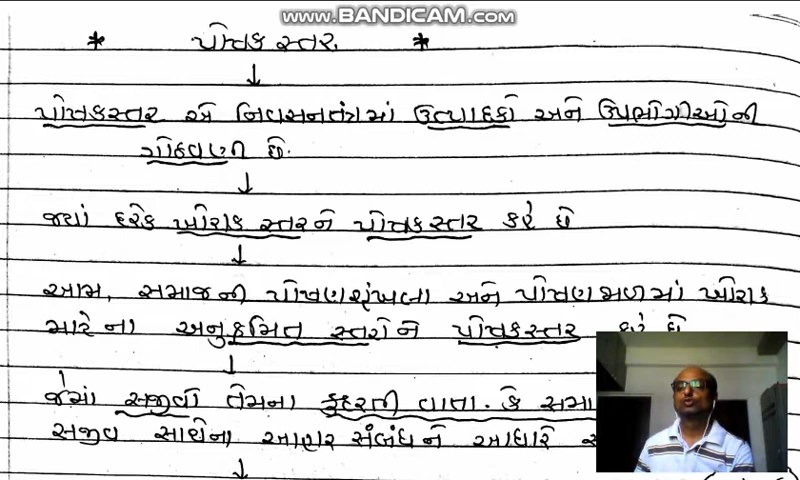 WWW.BANDICAM.COM
* પોષક સ્તર. *
↓
પોષકસ્તર એ નિવસનતંત્રમાં ઉત્પાદકો અને ઉપભોગીઓની
ગોઠવણી છે.
↓
જ્યાં દરેક ખોરાક સ્તરને પોષકસ્તર કહે છે
↓
આમ, સમાજની પોષણશૃંખલા અને પોષણજાળમાં ખોરાક
માટેના અનુક્રમિત સ્તરોને પોષકસ્તર કહે છે
↓
જેમાં સજીવો તેમના કુદરતી વાતા. કે સમા
સજીવ સાથેના આહાર સંબંધને આધારે
↓